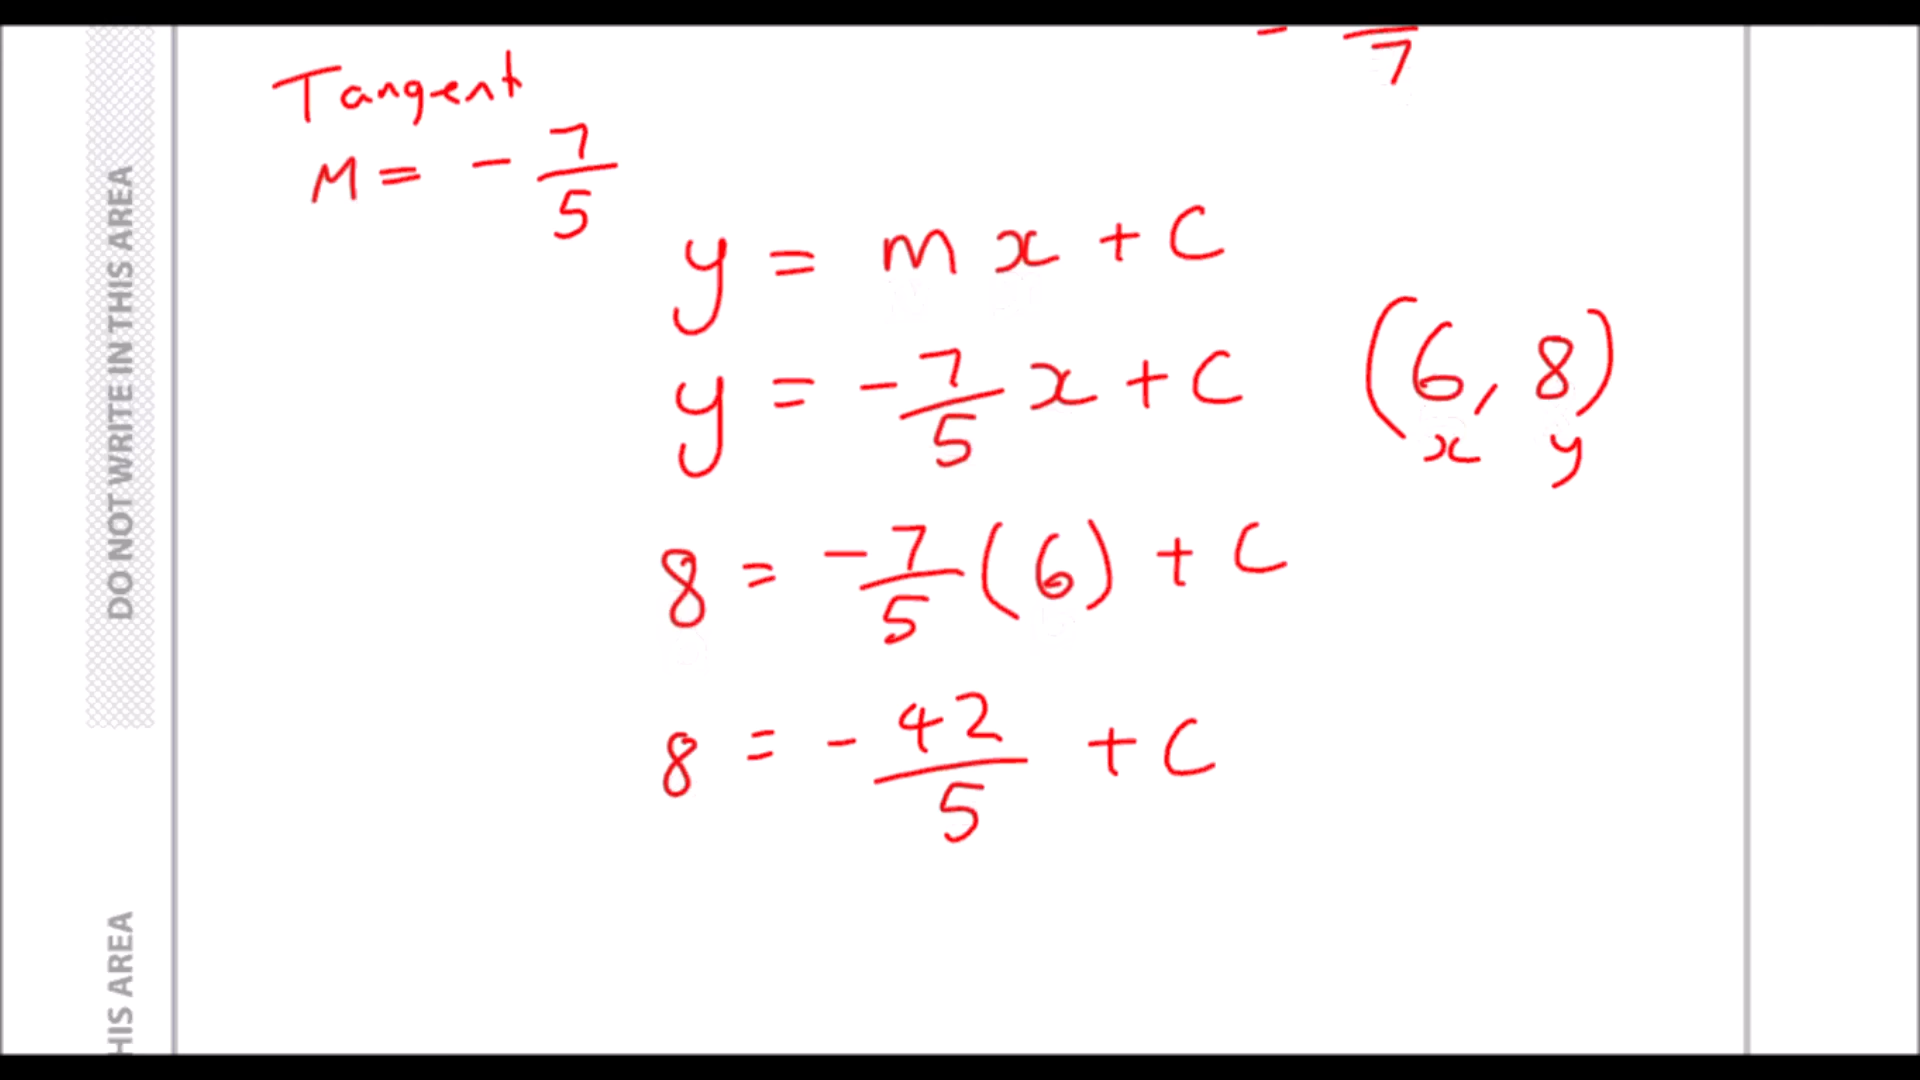 - 7
Tangent
M = - 7/5
y = mx + C
y = -7/5 x + C
(6, 8)
x y
8 = -7/5 (6) + C
8 = - 42/5 + C
DO NOT WRITE IN THIS AREA
HIS AREA